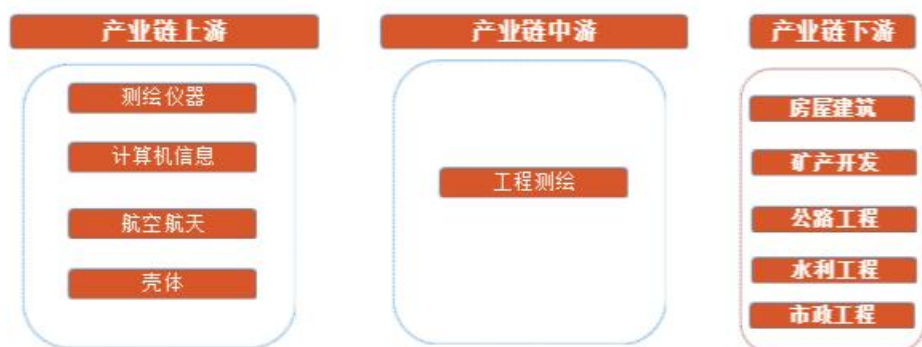 产业链上游
测绘仪器
计算机信息
航空航天
壳体
产业链中游
工程测绘
产业链下游
房屋建筑
矿产开发
公路工程
水利工程
市政工程